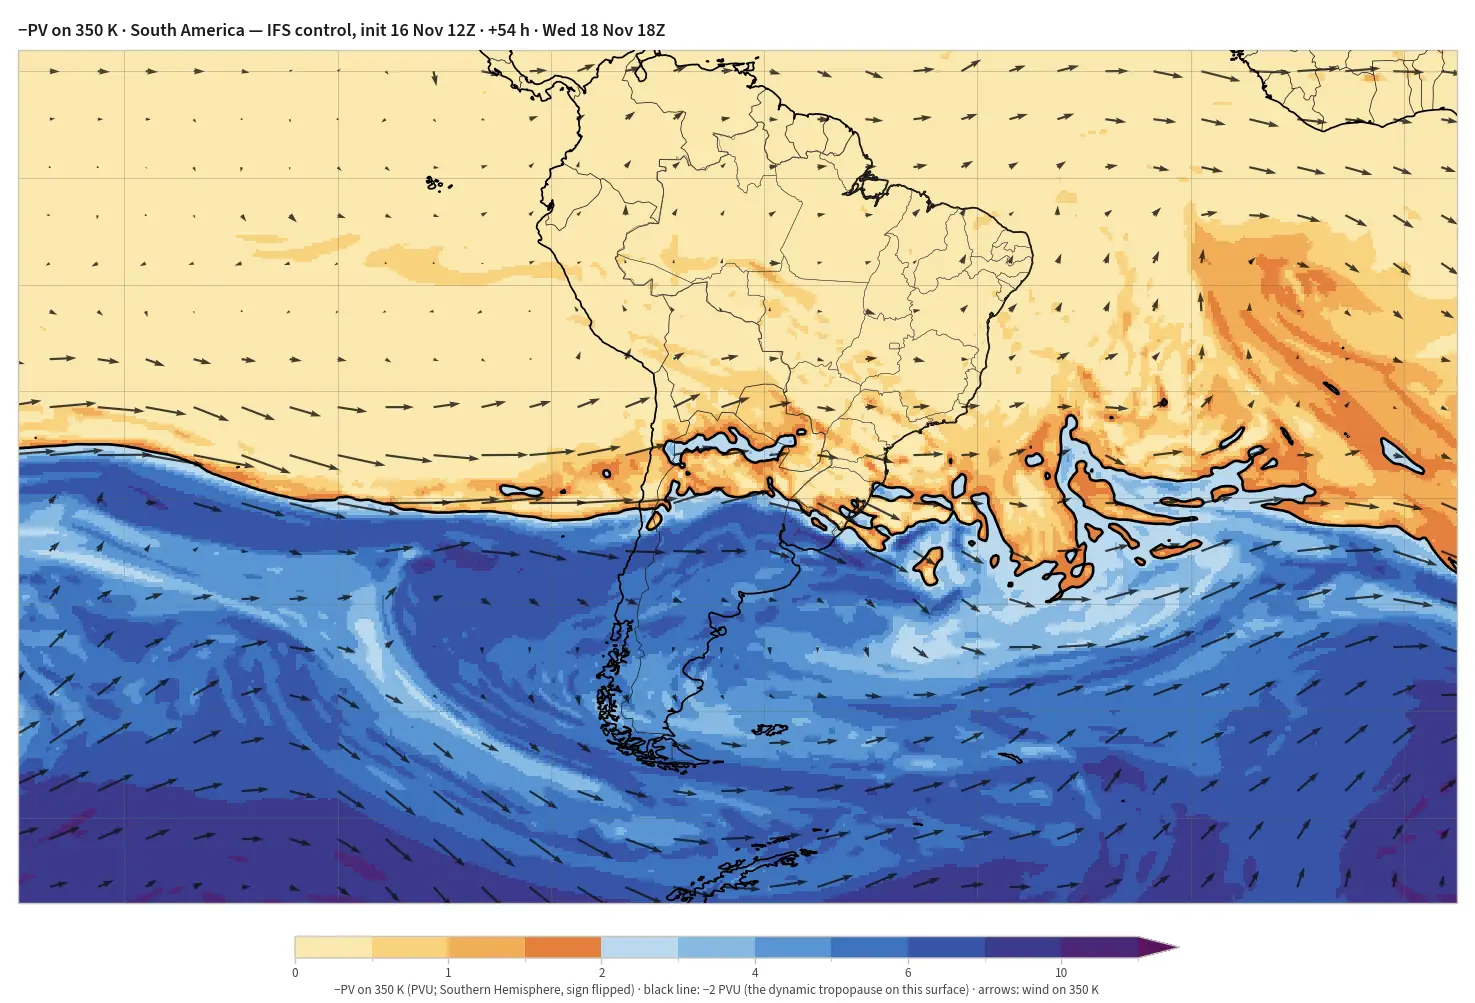 −PV on 350 K · South America — IFS control, init 16 Nov 12Z · +54 h · Wed 18 Nov 18Z
0 1 2 4 6 10
−PV on 350 K (PVU; Southern Hemisphere, sign flipped) · black line: −2 PVU (the dynamic tropopause on this surface) · arrows: wind on 350 K